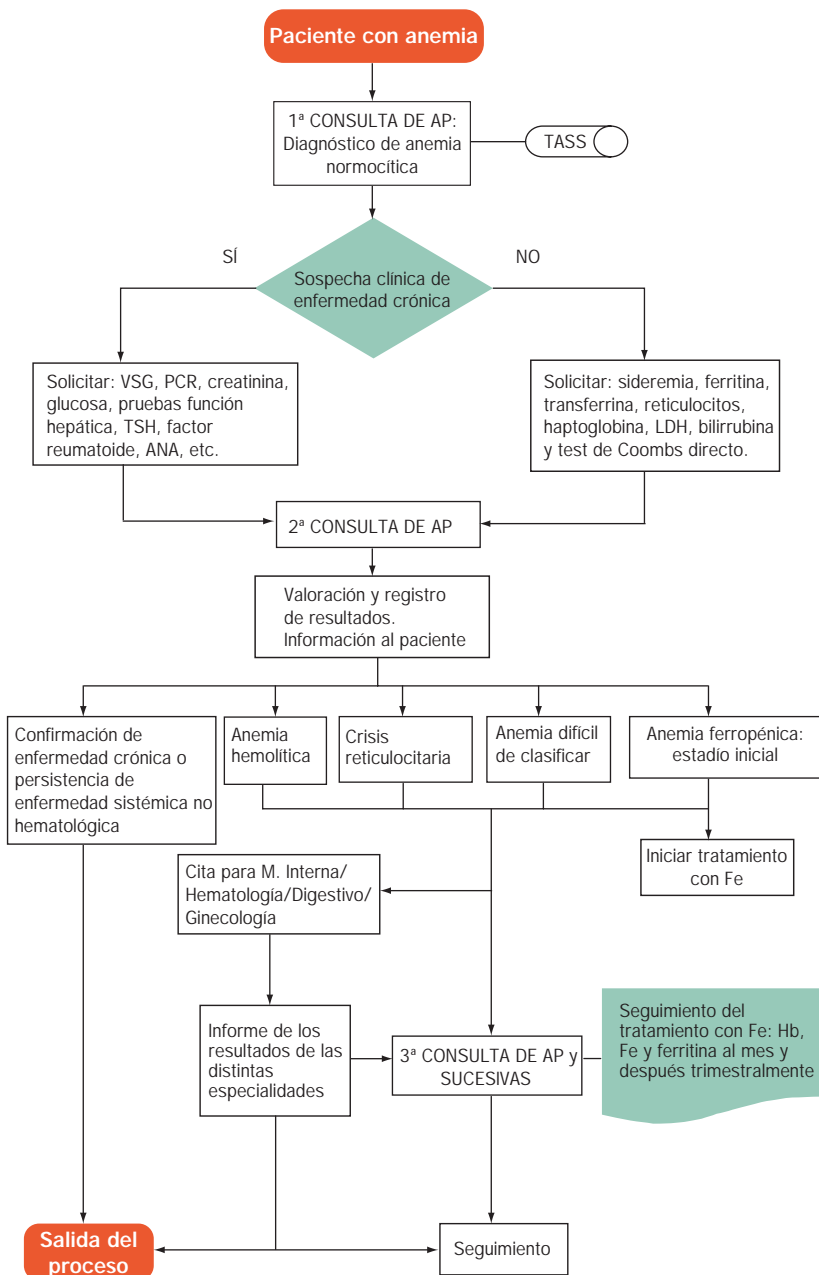 Paciente con anemia
1ª CONSULTA DE AP:
Diagnóstico de anemia
normocítica
TASS
SÍ
NO
Sospecha clínica de
enfermedad crónica
Solicitar: VSG, PCR, creatinina,
glucosa, pruebas función
hepática, TSH, factor
reumatoide, ANA, etc.
Solicitar: sideremia, ferritina,
transferrina, reticulocitos,
haptoglobina, LDH, bilirrubina
y test de Coombs directo.
2ª CONSULTA DE AP
Valoración y registro
de resultados.
Información al paciente
Confirmación de
enfermedad crónica o
persistencia de
enfermedad sistémica no
hematológica
Anemia
hemolítica
Crisis
reticulocitaria
Anemia difícil
de clasificar
Anemia ferropénica:
estadío inicial
Iniciar tratamiento
con Fe
Cita para M. Interna/
Hematología/Digestivo/
Ginecología
Informe de los
resultados de las
distintas
especialidades
3ª CONSULTA DE AP y
SUCESIVAS
Seguimiento del
tratamiento con Fe: Hb,
Fe y ferritina al mes y
después trimestralmente
Salida del
proceso
Seguimiento